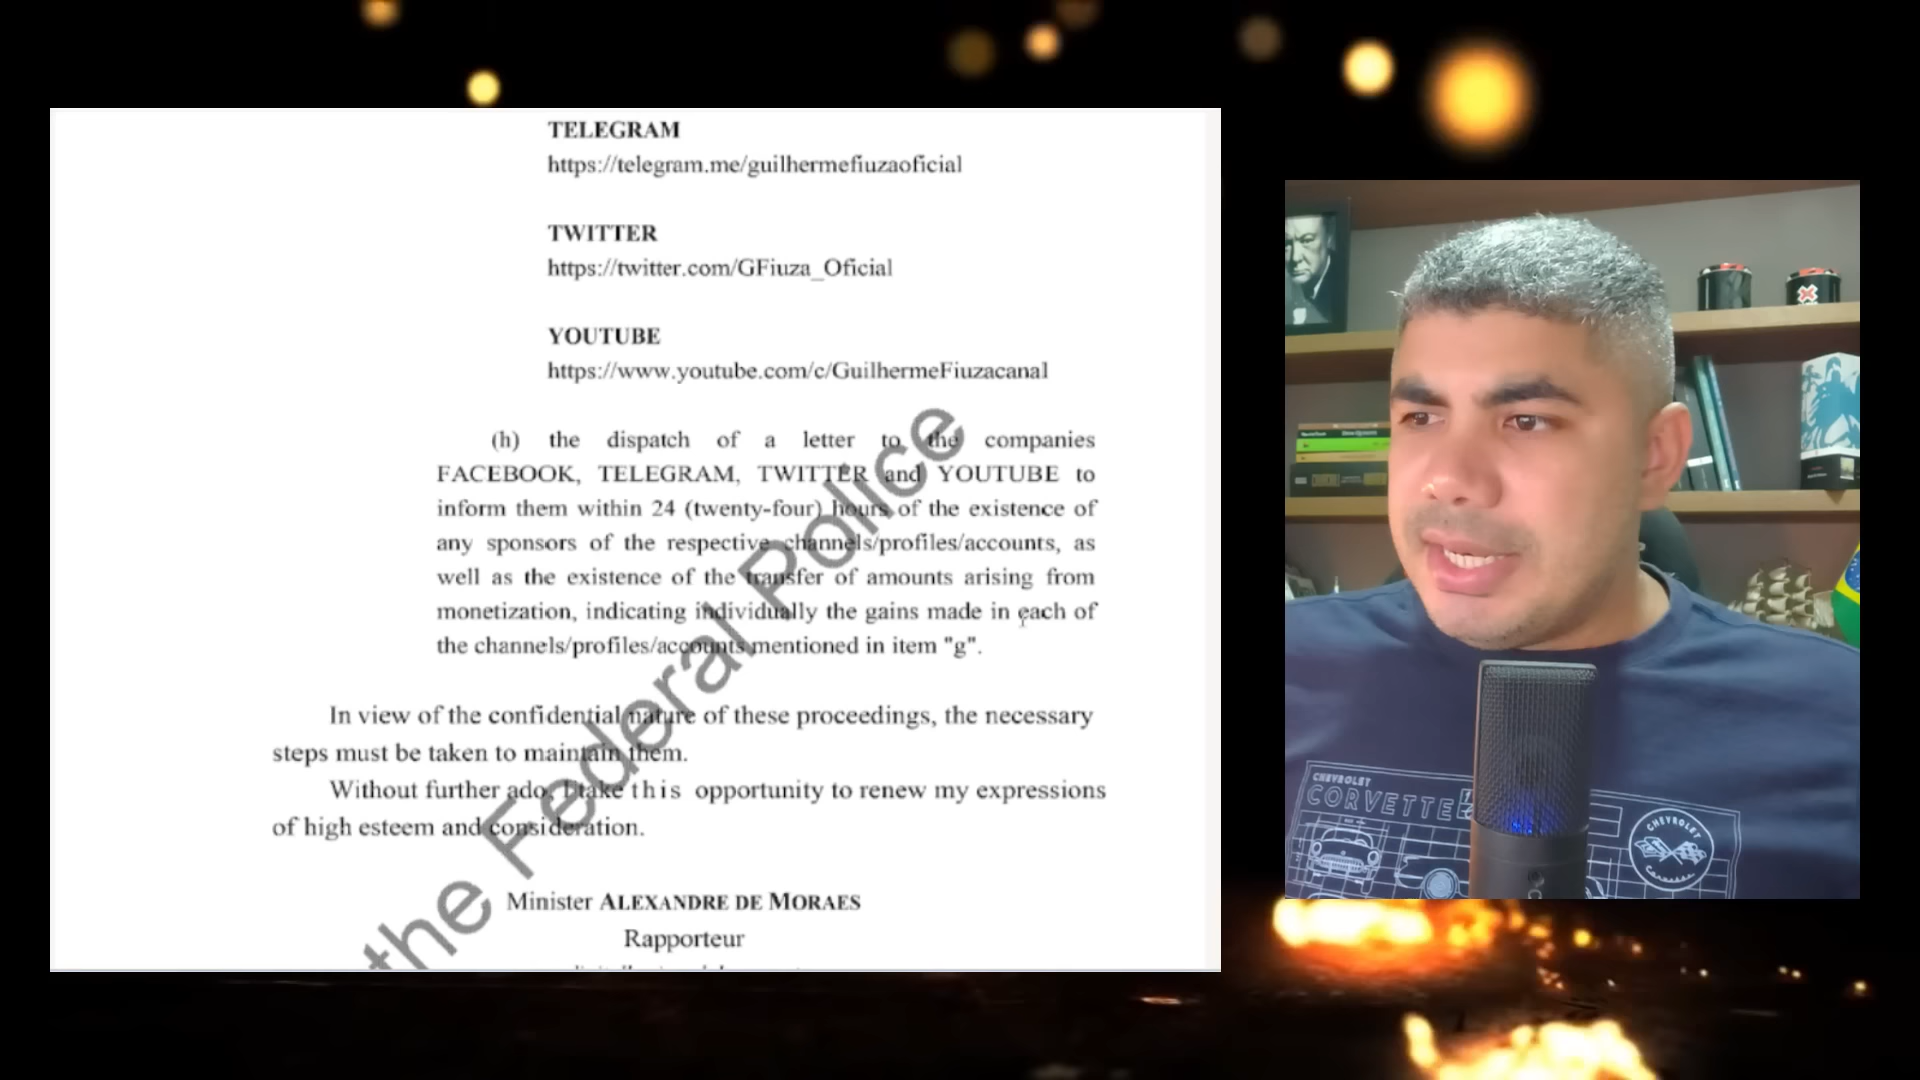 TELEGRAM
https://telegram.me/guilhermefiuzaoficial
TWITTER
https://twitter.com/GFiuza_Oficial
YOUTUBE
https://www.youtube.com/c/GuilhermeFiuzacanal
(h) the dispatch of a letter to the companies
FACEBOOK, TELEGRAM, TWITTER and YOUTUBE to
inform them within 24 (twenty-four) hours of the existence of
any sponsors of the respective channels/profiles/accounts, as
well as the existence of the transfer of amounts arising from
monetization, indicating individually the gains made in each of
the channels/profiles/accounts mentioned in item "g".
In view of the confidential nature of these proceedings, the necessary
steps must be taken to maintain them.
Without further ado, I take this opportunity to renew my expressions
of high esteem and consideration.
Minister ALEXANDRE DE MORAES
Rapporteur
the Federal Police
CHEVROLET
CORVETTE
CHEVROLET
Corvette